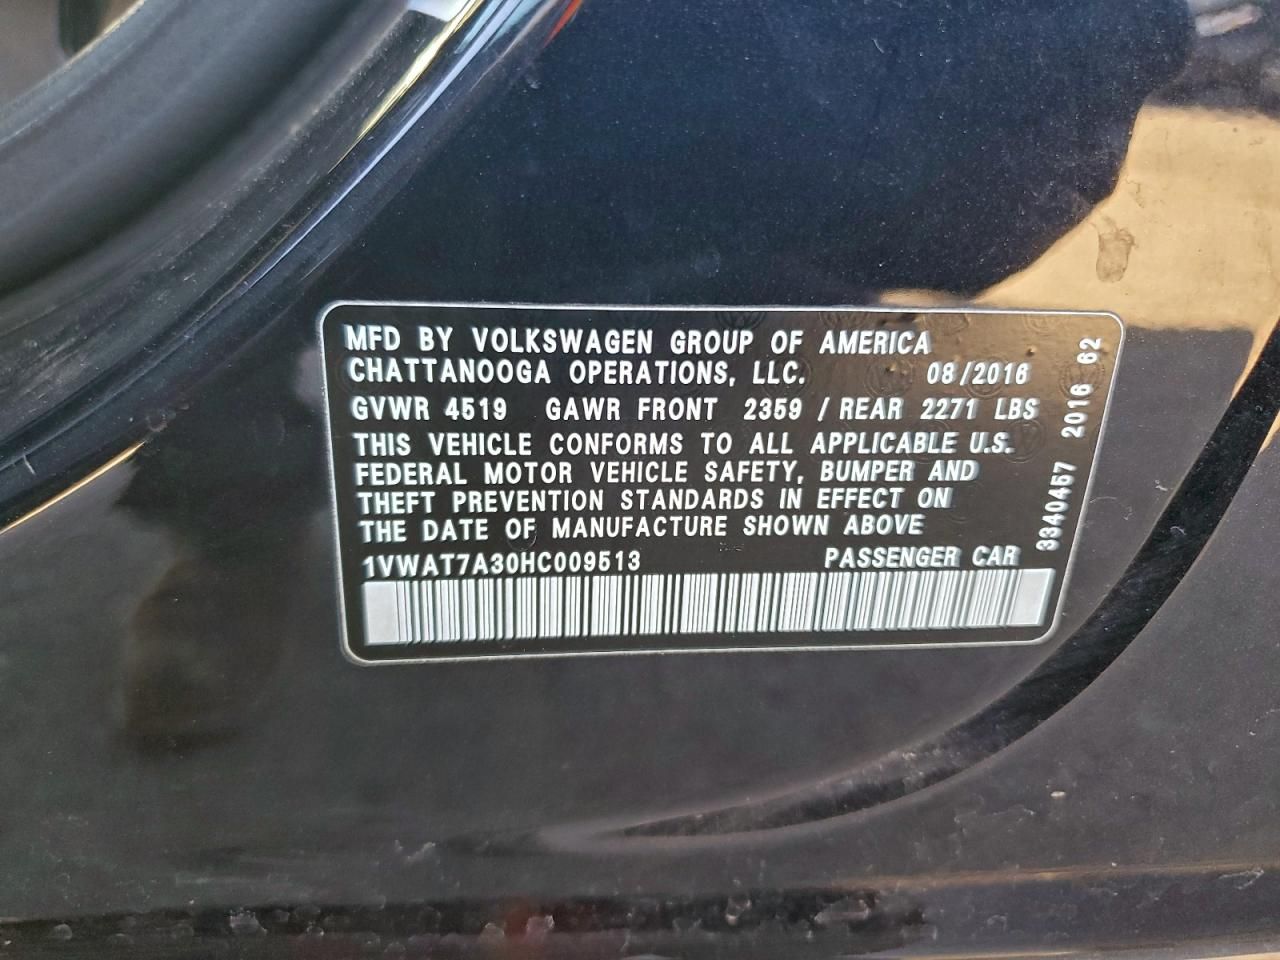 MFD BY VOLKSWAGEN GROUP OF AMERICA
CHATTANOOGA OPERATIONS, LLC. 08/2016
GVWR 4519 GAWR FRONT 2359 / REAR 2271 LBS
THIS VEHICLE CONFORMS TO ALL APPLICABLE U.S.
FEDERAL MOTOR VEHICLE SAFETY, BUMPER AND
THEFT PREVENTION STANDARDS IN EFFECT ON
THE DATE OF MANUFACTURE SHOWN ABOVE
1VWAT7A30HC009513 PASSENGER CAR
3340457 2016 62